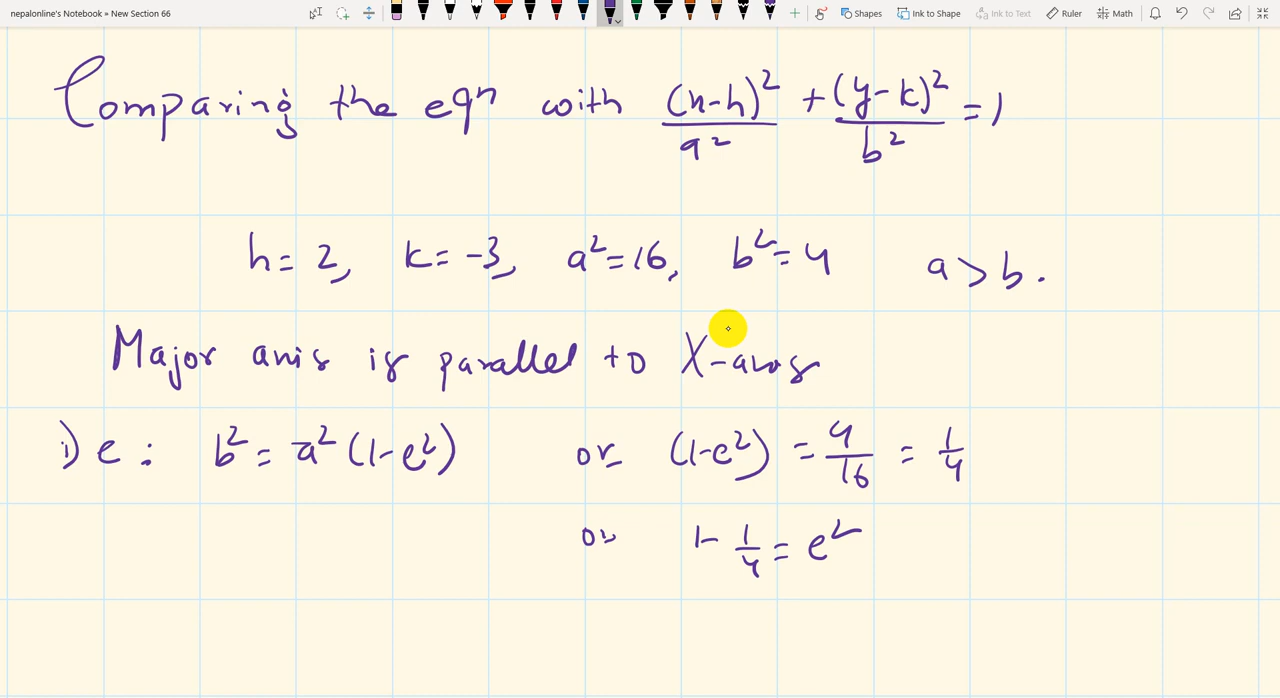 nepalonline's Notebook » New Section 66
Shapes Ink to Shape Ink to Text Ruler Math
Comparing the eqn with (x-h)²/a² + (y-k)²/b² = 1
h = 2, k = -3, a² = 16, b² = 4 a > b.
Major axis is parallel to X-axis
i) e : b² = a² (1-e²) or (1-e²) = 4/16 = 1/4
or 1 - 1/4 = e²